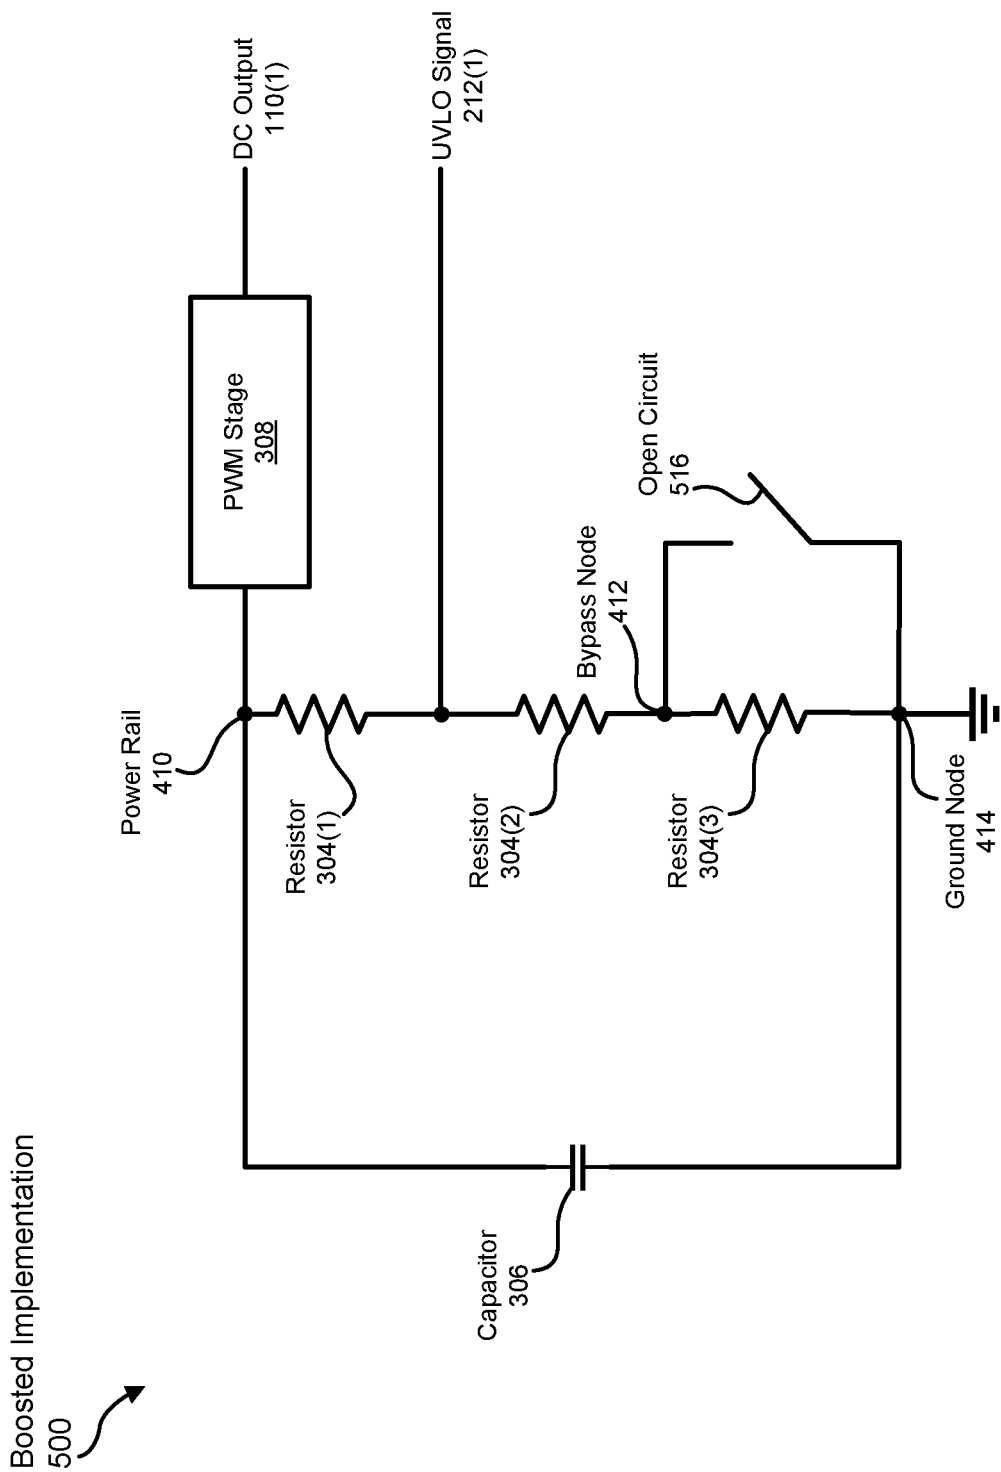 Boosted Implementation
500
Power Rail
410
PWM Stage
308
DC Output
110(1)
Resistor
304(1)
UVLO Signal
212(1)
Capacitor
306
Resistor
304(2)
Bypass Node
412
Resistor
304(3)
Open Circuit
516
Ground Node
414